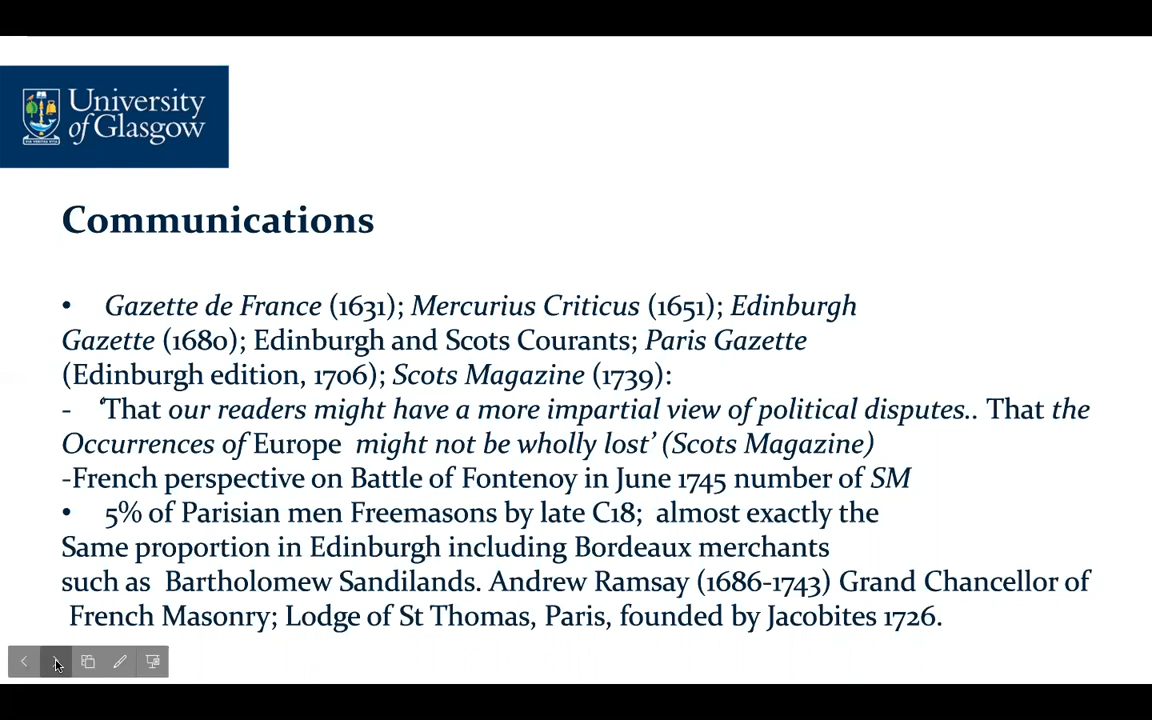 University
of Glasgow
Communications
• Gazette de France (1631); Mercurius Criticus (1651); Edinburgh
Gazette (1680); Edinburgh and Scots Courants; Paris Gazette
(Edinburgh edition, 1706); Scots Magazine (1739):
- ‘That our readers might have a more impartial view of political disputes.. That the
Occurrences of Europe might not be wholly lost’ (Scots Magazine)
-French perspective on Battle of Fontenoy in June 1745 number of SM
• 5% of Parisian men Freemasons by late C18; almost exactly the
Same proportion in Edinburgh including Bordeaux merchants
such as Bartholomew Sandilands. Andrew Ramsay (1686-1743) Grand Chancellor of
French Masonry; Lodge of St Thomas, Paris, founded by Jacobites 1726.